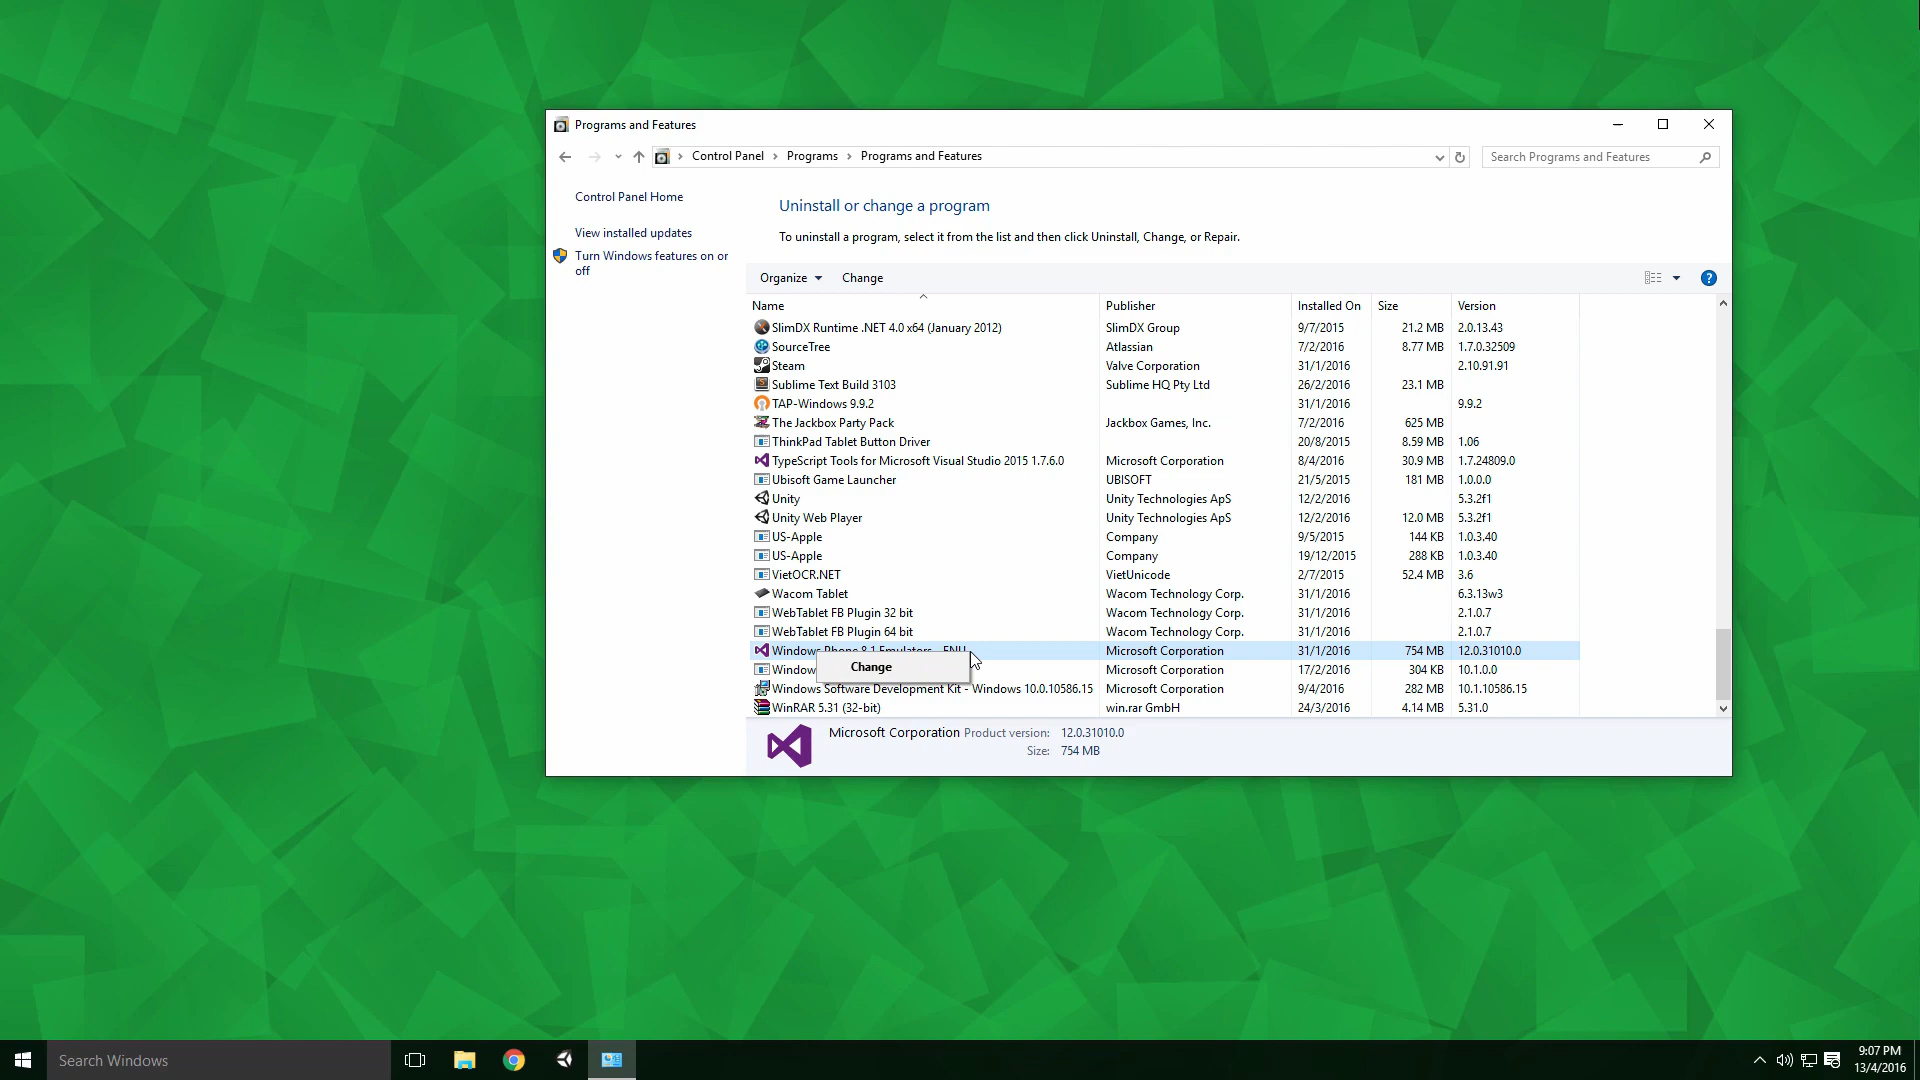 Programs and Features
Control Panel
Programs
Programs and Features
Search Programs and Features
Control Panel Home
View installed updates
Turn Windows features on or
off
Uninstall or change a program
To uninstall a program, select it from the list and then click Uninstall, Change, or Repair.
Organize
Change
Name Publisher Installed On Size Version
SlimDX Runtime .NET 4.0 x64 (January 2012) SlimDX Group 9/7/2015 21.2 MB 2.0.13.43
SourceTree Atlassian 7/2/2016 8.77 MB 1.7.0.32509
Steam Valve Corporation 31/1/2016 2.10.91.91
Sublime Text Build 3103 Sublime HQ Pty Ltd 26/2/2016 23.1 MB
TAP-Windows 9.9.2 31/1/2016 9.9.2
The Jackbox Party Pack Jackbox Games, Inc. 7/2/2016 625 MB
ThinkPad Tablet Button Driver 20/8/2015 8.59 MB 1.06
TypeScript Tools for Microsoft Visual Studio 2015 1.7.6.0 Microsoft Corporation 8/4/2016 30.9 MB 1.7.24809.0
Ubisoft Game Launcher UBISOFT 21/5/2015 181 MB 1.0.0.0
Unity Unity Technologies ApS 12/2/2016 5.3.2f1
Unity Web Player Unity Technologies ApS 12/2/2016 12.0 MB 5.3.2f1
US-Apple Company 9/5/2015 144 KB 1.0.3.40
US-Apple Company 19/12/2015 288 KB 1.0.3.40
VietOCR.NET VietUnicode 2/7/2015 52.4 MB 3.6
Wacom Tablet Wacom Technology Corp. 31/1/2016 6.3.13w3
WebTablet FB Plugin 32 bit Wacom Technology Corp. 31/1/2016 2.1.0.7
WebTablet FB Plugin 64 bit Wacom Technology Corp. 31/1/2016 2.1.0.7
Windows Phone 8.1 Emulators - ENU Microsoft Corporation 31/1/2016 754 MB 12.0.31010.0
Change
Window Microsoft Corporation 17/2/2016 304 KB 10.1.0.0
Windows Software Development Kit - Windows 10.0.10586.15 Microsoft Corporation 9/4/2016 282 MB 10.1.10586.15
WinRAR 5.31 (32-bit) win.rar GmbH 24/3/2016 4.14 MB 5.31.0
Microsoft Corporation Product version: 12.0.31010.0
Size: 754 MB
Search Windows
9:07 PM
13/4/2016